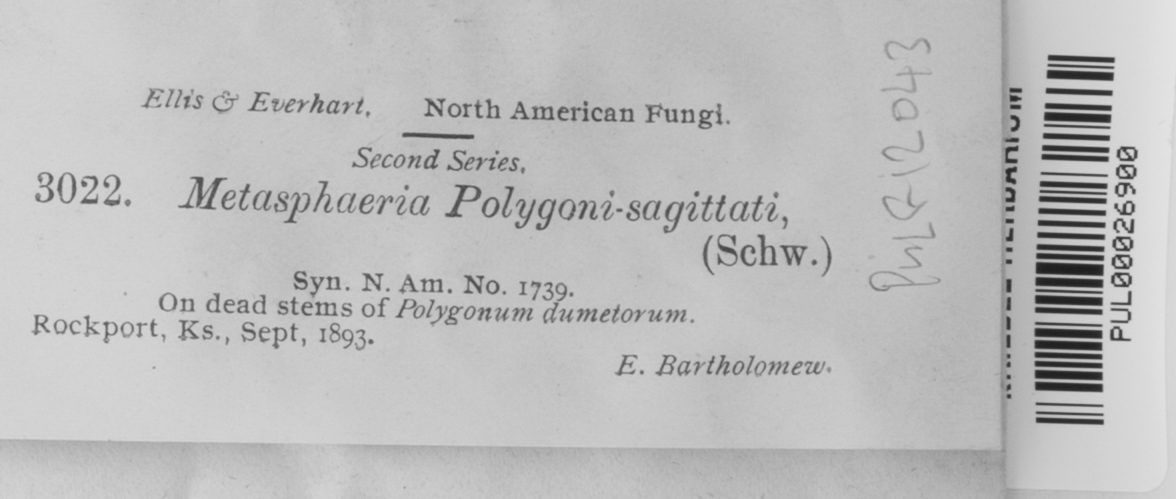 Ellis & Everhart. North American Fungi.
Second Series.
3022. Metasphaeria Polygoni-sagittati,
(Schw.)
Syn. N. Am. No. 1739.
On dead stems of Polygonum dumetorum.
Rockport, Ks., Sept, 1893.
E. Bartholomew.
PUL00026900